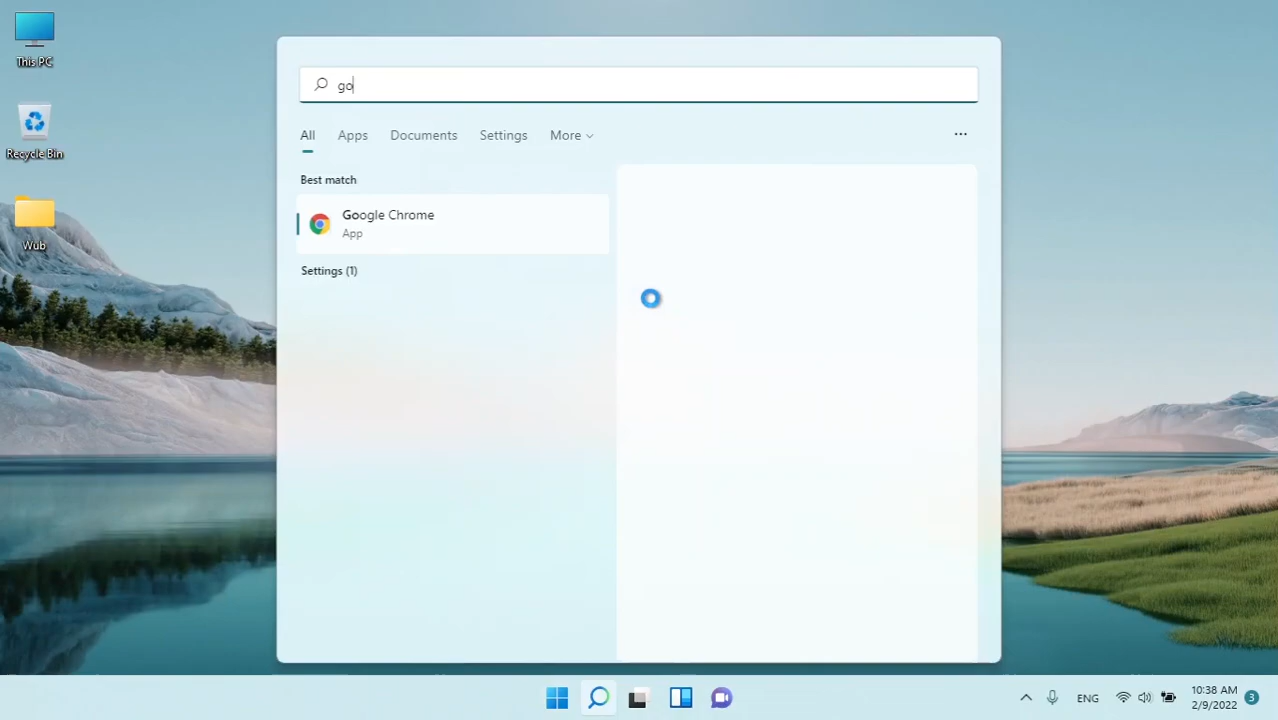 This PC
Recycle Bin
Wub
go
All Apps Documents Settings More ...
Best match
Google Chrome
App
Settings (1)
ENG
10:38 AM
2/9/2022
3